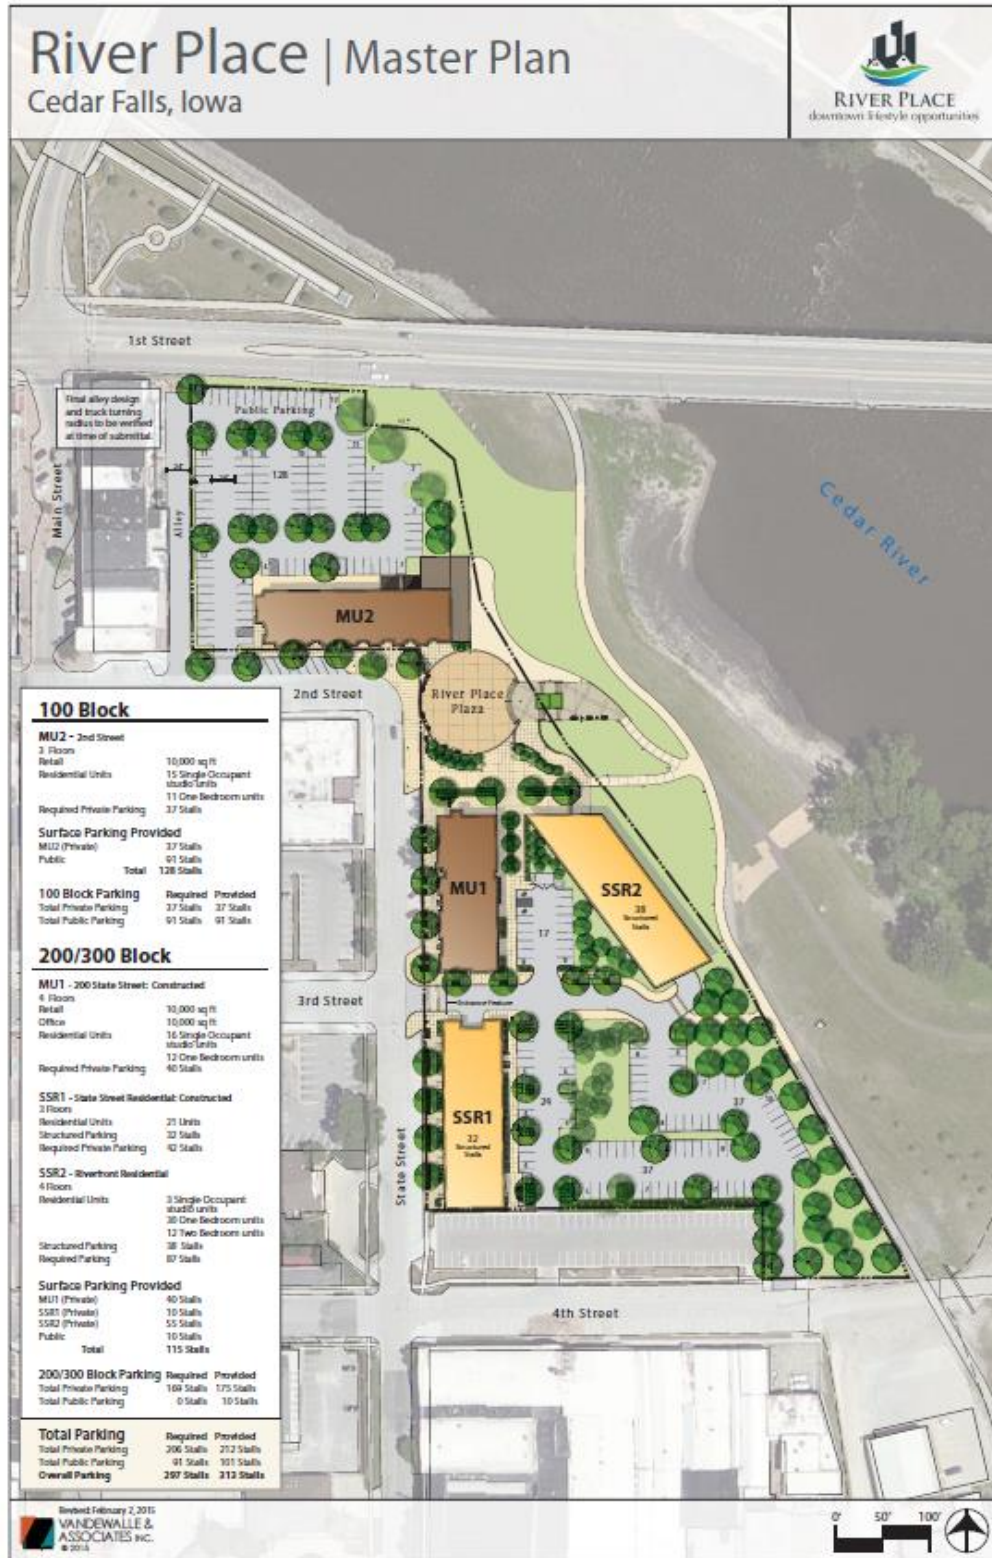 River Place | Master Plan
Cedar Falls, Iowa
RIVER PLACE
downtown lifestyle opportunities
1st Street
Final alley design
and truck turning
radius to be verified
at time of submittal
Public Parking
128
Main Street
Alley
Cedar River
MU2
2nd Street
River Place
Plaza
MU1
SSR2
38
Structured
Stalls
17
3rd Street
Entrance Feature
SSR1
32
Structured
Stalls
24
37
37
State Street
4th Street
100 Block
MU2 - 2nd Street
3 Floors
Retail 10,000 sq ft
Residential Units 15 Single Occupant
studio units
11 One Bedroom units
Required Private Parking 37 Stalls
Surface Parking Provided
MU2 (Private) 37 Stalls
Public 91 Stalls
Total 128 Stalls
100 Block Parking Required Provided
Total Private Parking 37 Stalls 37 Stalls
Total Public Parking 91 Stalls 91 Stalls
200/300 Block
MU1 - 200 State Street: Constructed
4 Floors
Retail 10,000 sq ft
Office 10,000 sq ft
Residential Units 16 Single Occupant
studio units
12 One Bedroom units
Required Private Parking 40 Stalls
SSR1 - State Street Residential: Constructed
3 Floors
Residential Units 21 Units
Structured Parking 32 Stalls
Required Private Parking 42 Stalls
SSR2 - Riverfront Residential
4 Floors
Residential Units 3 Single Occupant
studio units
30 One Bedroom units
12 Two Bedroom units
Structured Parking 38 Stalls
Required Parking 87 Stalls
Surface Parking Provided
MU1 (Private) 40 Stalls
SSR1 (Private) 10 Stalls
SSR2 (Private) 55 Stalls
Public 10 Stalls
Total 115 Stalls
200/300 Block Parking Required Provided
Total Private Parking 169 Stalls 175 Stalls
Total Public Parking 0 Stalls 10 Stalls
Total Parking Required Provided
Total Private Parking 206 Stalls 212 Stalls
Total Public Parking 91 Stalls 101 Stalls
Overall Parking 297 Stalls 313 Stalls
Revised: February 2, 2015
VANDEWALLE &
ASSOCIATES INC.
© 2015
0' 50' 100'